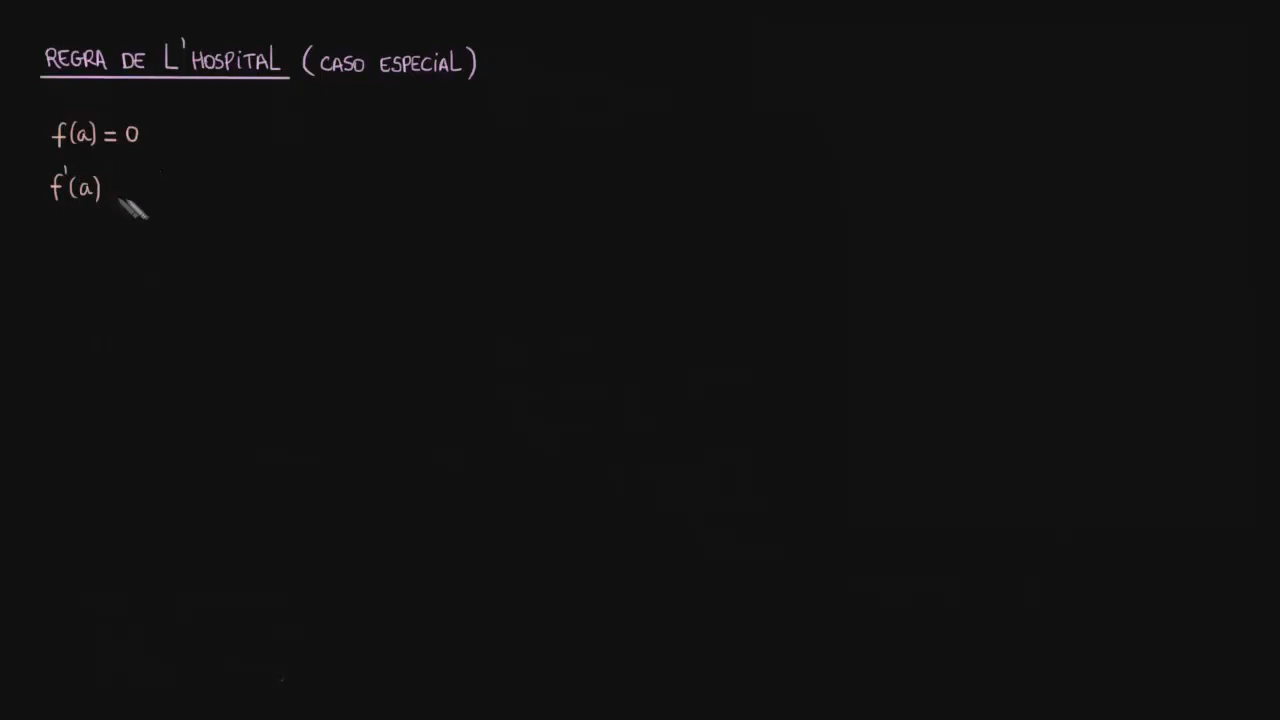 REGRA DE L'HOSPITAL (CASO ESPECIAL)
f(a) = 0
f'(a)